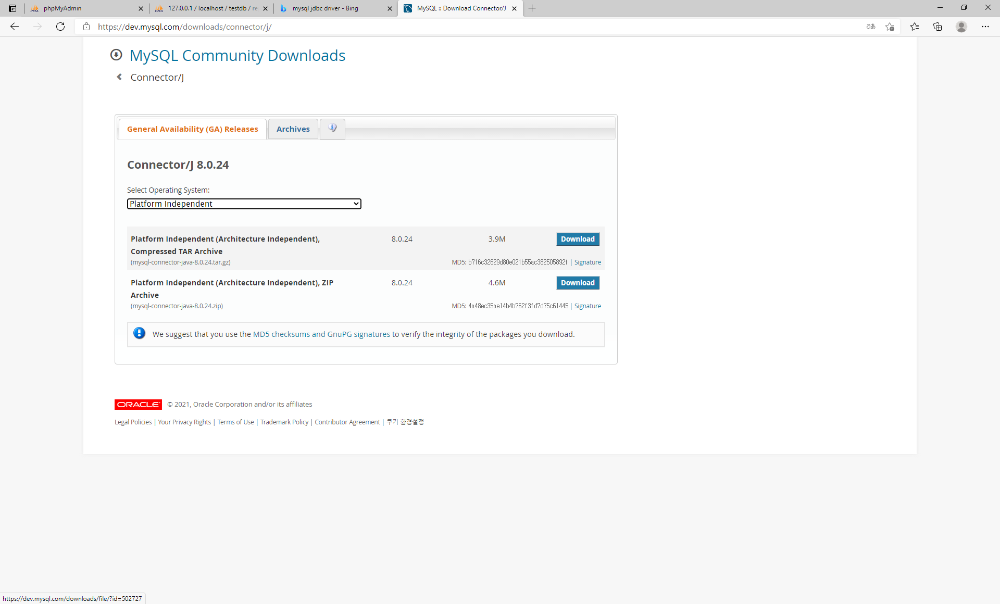 phpMyAdmin
127.0.0.1 / localhost / testdb / re
mysql jdbc driver - Bing
MySQL :: Download Connector/J
https://dev.mysql.com/downloads/connector/j/
MySQL Community Downloads
Connector/J
General Availability (GA) Releases
Archives
Connector/J 8.0.24
Select Operating System:
Platform Independent
Platform Independent (Architecture Independent), 8.0.24 3.9M Download
Compressed TAR Archive
(mysql-connector-java-8.0.24.tar.gz) MD5: b716c32629d80e021b55ac382505892f | Signature
Platform Independent (Architecture Independent), ZIP 8.0.24 4.6M Download
Archive
(mysql-connector-java-8.0.24.zip) MD5: 4a48ec35ae14b4b762f3fd7d75c61445 | Signature
We suggest that you use the MD5 checksums and GnuPG signatures to verify the integrity of the packages you download.
ORACLE © 2021, Oracle Corporation and/or its affiliates
Legal Policies | Your Privacy Rights | Terms of Use | Trademark Policy | Contributor Agreement | 쿠키 환경설정
https://dev.mysql.com/downloads/file/?id=502727